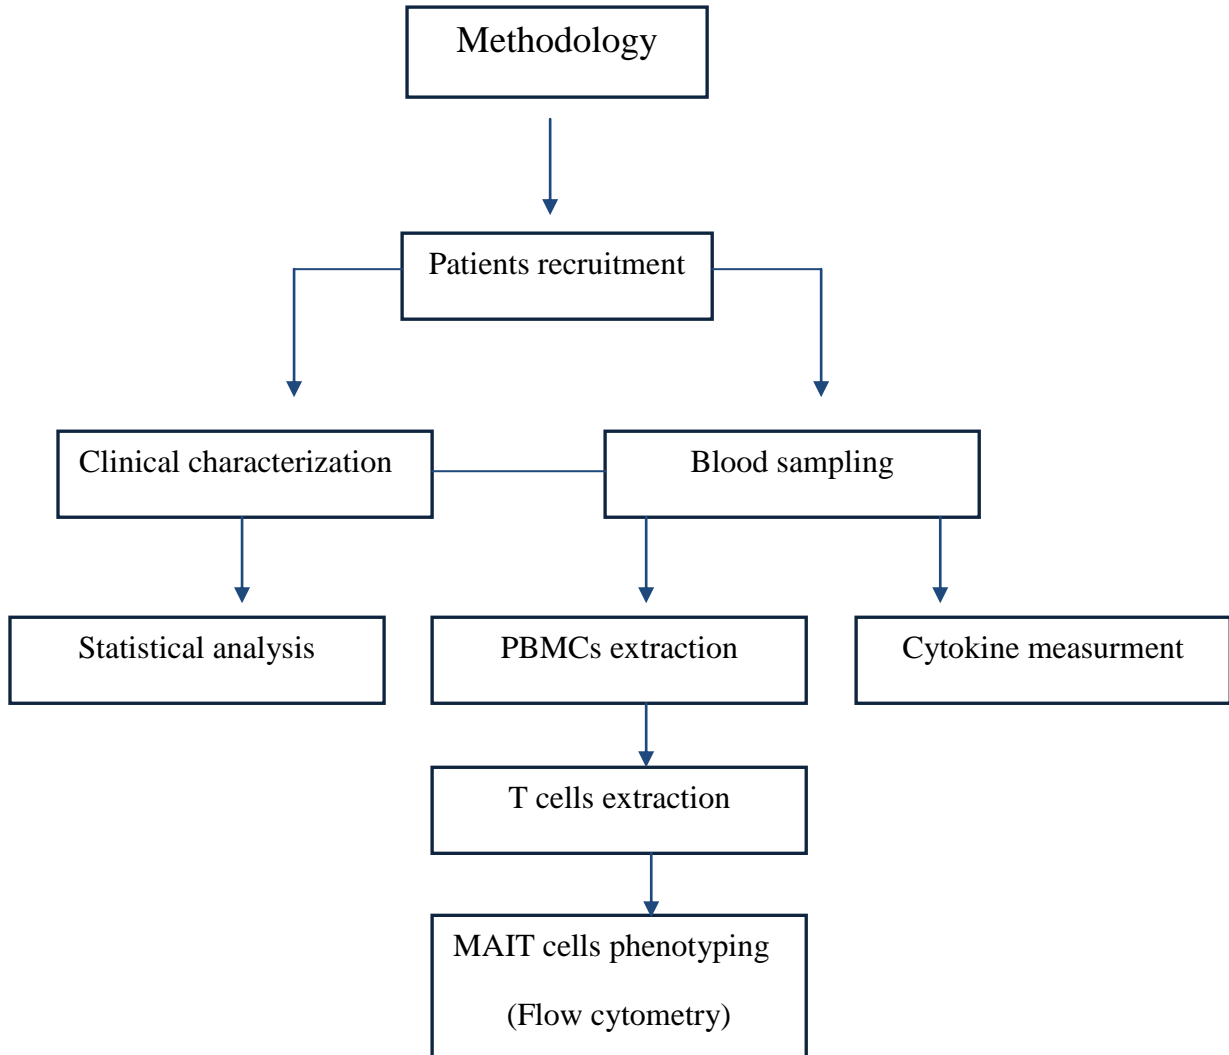 Methodology
Patients recruitment
Clinical characterization
Blood sampling
Statistical analysis
PBMCs extraction
Cytokine measurment
T cells extraction
MAIT cells phenotyping
(Flow cytometry)